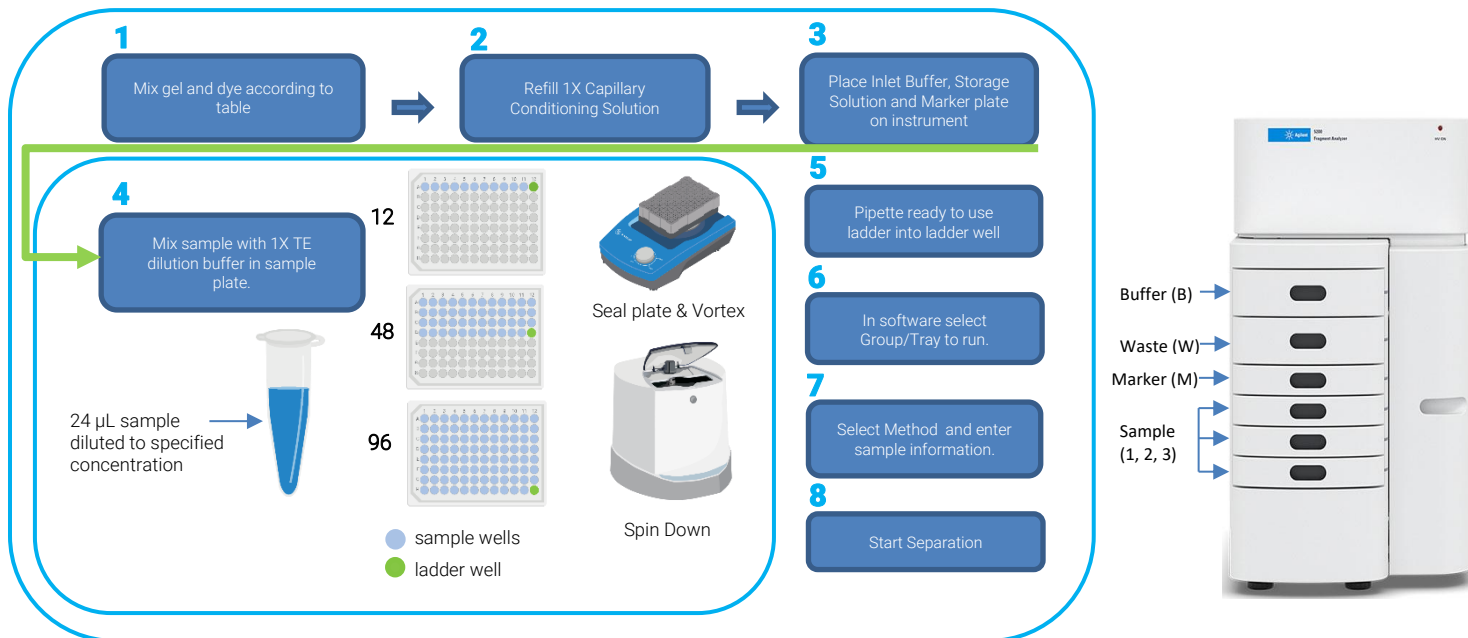 1
Mix gel and dye according to
table
2
Refill 1X Capillary
Conditioning Solution
3
Place Inlet Buffer, Storage
Solution and Marker plate
on instrument
4
Mix sample with 1X TE
dilution buffer in sample
plate.
24 µL sample
diluted to specified
concentration
12
48
96
sample wells
ladder well
Seal plate & Vortex
Spin Down
5
Pipette ready to use
ladder into ladder well
6
In software select
Group/Tray to run.
7
Select Method and enter
sample information.
8
Start Separation
Agilent
5200
Fragment Analyzer
Buffer (B)
Waste (W)
Marker (M)
Sample
(1, 2, 3)